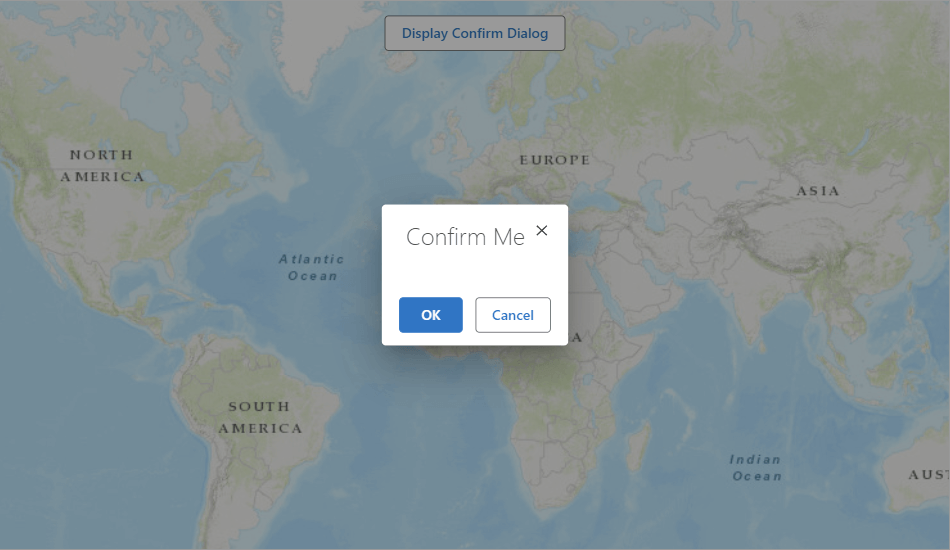 Display Confirm Dialog
NORTH
AMERICA
EUROPE
ASIA
Confirm Me
Atlantic
Ocean
OK
Cancel
A
SOUTH
AMERICA
Indian
Ocean
AUST